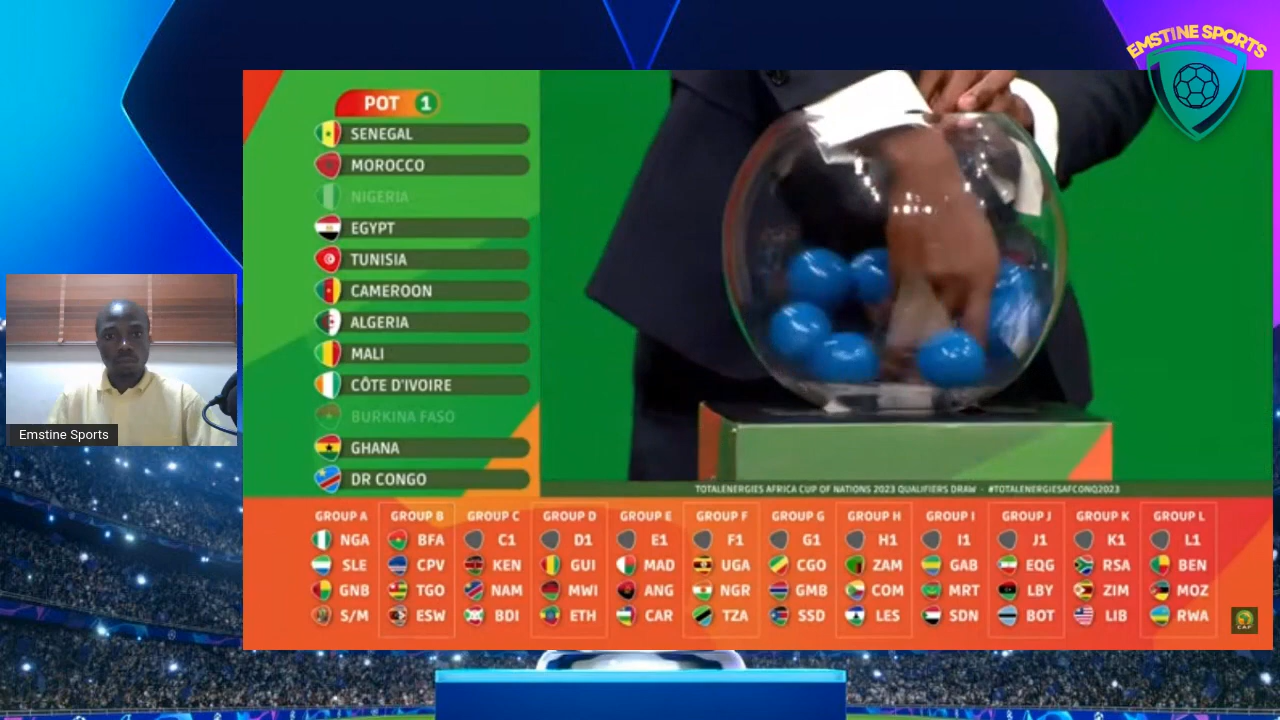 EMSTINE SPORTS
POT 1
SENEGAL
MOROCCO
NIGERIA
EGYPT
TUNISIA
CAMEROON
ALGERIA
MALI
CÔTE D'IVOIRE
BURKINA FASO
GHANA
DR CONGO
Emstine Sports
TOTALENERGIES AFRICA CUP OF NATIONS 2023 QUALIFIERS DRAW - #TOTALENERGIESAFCONQ2023
GROUP A GROUP B GROUP C GROUP D GROUP E GROUP F GROUP G GROUP H GROUP I GROUP J GROUP K GROUP L
NGA BFA C1 D1 E1 F1 G1 H1 I1 J1 K1 L1
SLE CPV KEN GUI MAD UGA CGO ZAM GAB EQG RSA BEN
GNB TGO NAM MWI ANG NGR GMB COM MRT LBY ZIM MOZ
S/M ESW BDI ETH CAR TZA SSD LES SDN BOT LIB RWA
CAF